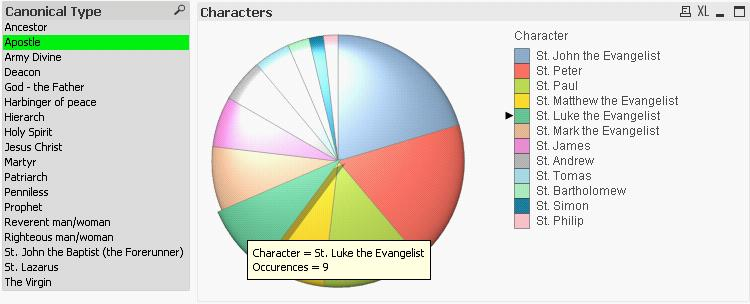 Canonical Type
Ancestor
Apostle
Army Divine
Deacon
God - the Father
Harbinger of peace
Hierarch
Holy Spirit
Jesus Christ
Martyr
Patriarch
Penniless
Prophet
Reverent man/woman
Righteous man/woman
St. John the Baptist (the Forerunner)
St. Lazarus
The Virgin
Characters
XL
Character
St. John the Evangelist
St. Peter
St. Paul
St. Matthew the Evangelist
St. Luke the Evangelist
St. Mark the Evangelist
St. James
St. Andrew
St. Tomas
St. Bartholomew
St. Simon
St. Philip
Character = St. Luke the Evangelist
Occurences = 9